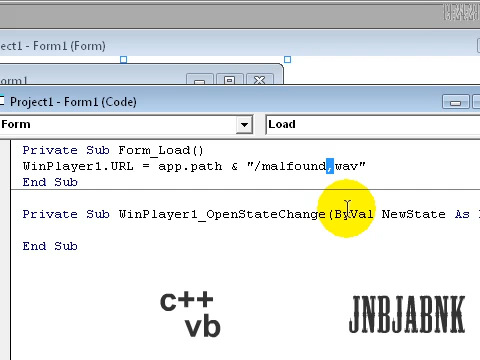 ect1 - Form1 (Form)
orm1
Project1 - Form1 (Code)
Form Load
Private Sub Form_Load()
WinPlayer1.URL = app.path & "/malfound,wav"
End Sub
Private Sub WinPlayer1_OpenStateChange(ByVal NewState As
End Sub
c++
vb
JNBJABNK